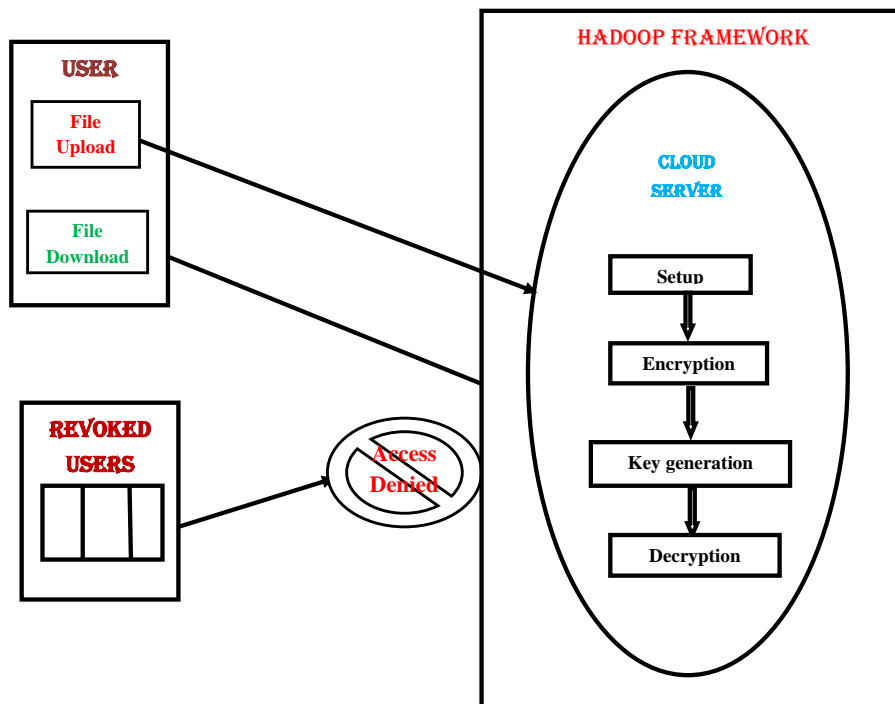 USER
File
Upload
File
Download
REVOKED
USERS
Access
Denied
HADOOP FRAMEWORK
CLOUD
SERVER
Setup
Encryption
Key generation
Decryption